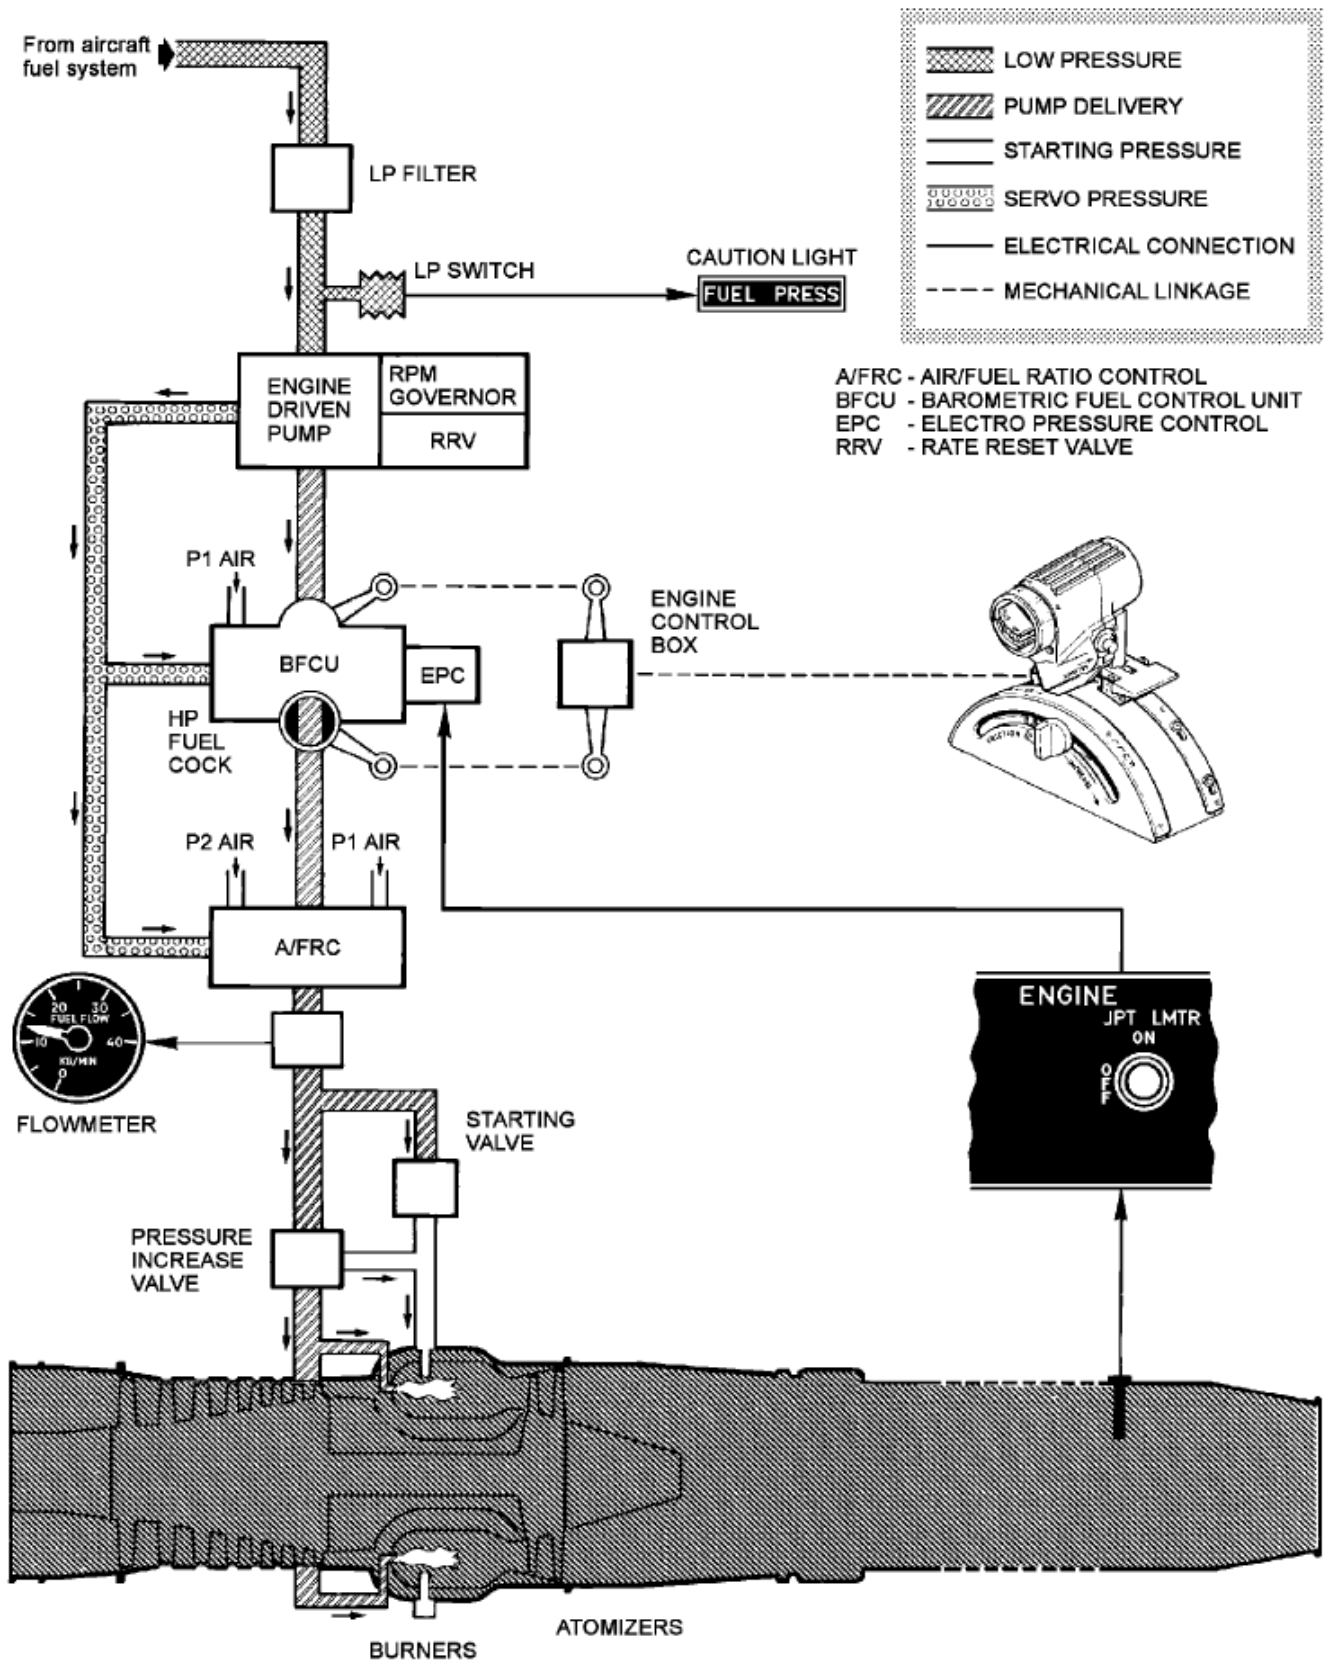 From aircraft
fuel system
LP FILTER
LP SWITCH
CAUTION LIGHT
FUEL PRESS
LOW PRESSURE
PUMP DELIVERY
STARTING PRESSURE
SERVO PRESSURE
ELECTRICAL CONNECTION
MECHANICAL LINKAGE
A/FRC - AIR/FUEL RATIO CONTROL
BFCU - BAROMETRIC FUEL CONTROL UNIT
EPC - ELECTRO PRESSURE CONTROL
RRV - RATE RESET VALVE
ENGINE
DRIVEN
PUMP
RPM
GOVERNOR
RRV
P1 AIR
BFCU
EPC
ENGINE
CONTROL
BOX
HP
FUEL
COCK
FRICTION
INCREASE
P2 AIR
P1 AIR
A/FRC
20 30
FUEL FLOW
10 40
KG/MIN
0
FLOWMETER
ENGINE
JPT LMTR
ON
OFF
STARTING
VALVE
PRESSURE
INCREASE
VALVE
ATOMIZERS
BURNERS